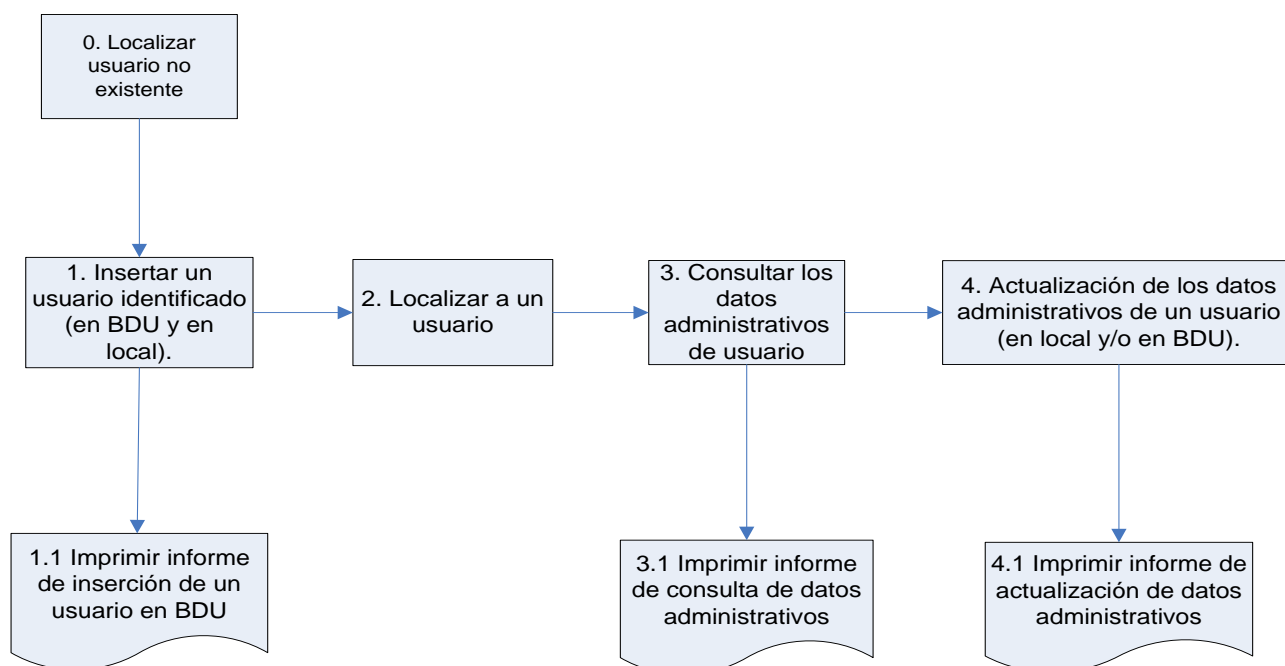 0. Localizar
usuario no
existente
1. Insertar un
usuario identificado
(en BDU y en
local).
2. Localizar a un
usuario
3. Consultar los
datos
administrativos
de usuario
4. Actualización de los datos
administrativos de un usuario
(en local y/o en BDU).
1.1 Imprimir informe
de inserción de un
usuario en BDU
3.1 Imprimir informe
de consulta de datos
administrativos
4.1 Imprimir informe de
actualización de datos
administrativos